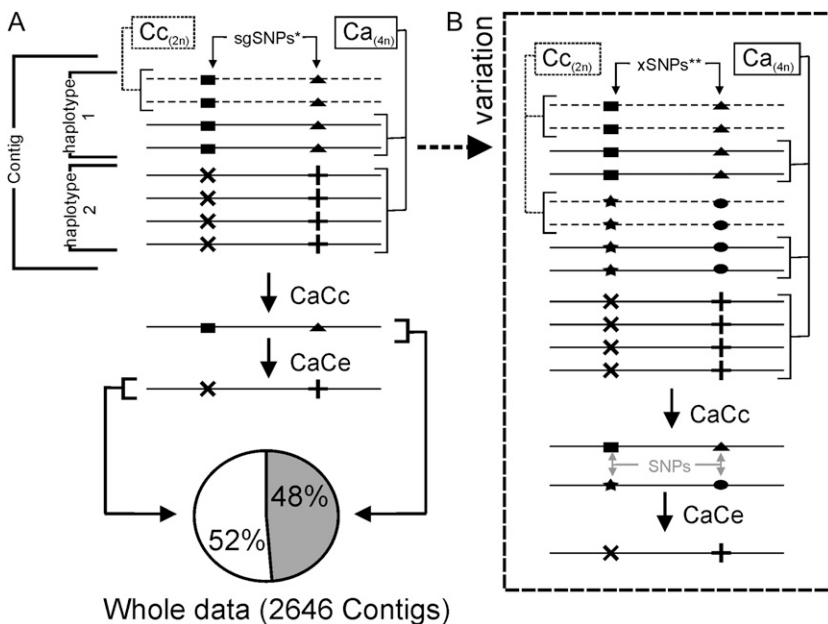 A
Cc(2n)
sgSNPs*
Ca(4n)
Contig
haplotype
1
haplotype
2
CaCc
CaCe
48%
52%
Whole data (2646 Contigs)
B
variation
Cc(2n)
xSNPs**
Ca(4n)
CaCc
SNPs
CaCe